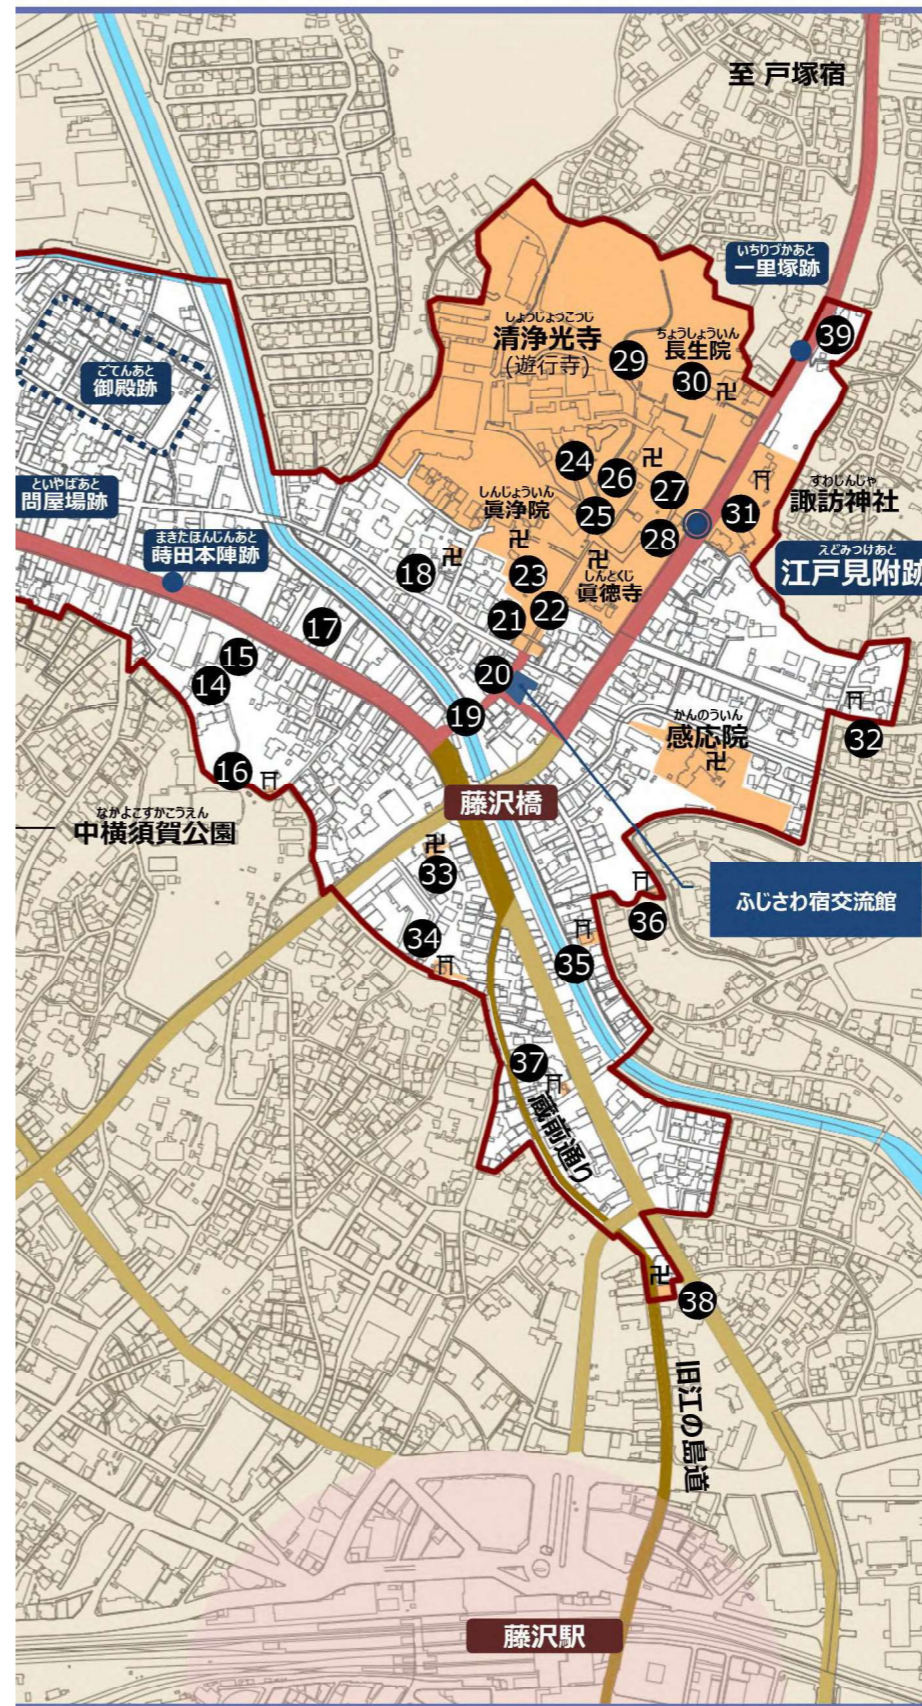 至 戸塚宿
いちりづかあと
一里塚跡
39
しょうじょうこうじ
清浄光寺
(遊行寺)
29
ちょうしょういん
長生院
30
卍
ごてんあと
御殿跡
24
26
卍
27
25
28
31
すわじんじゃ
諏訪神社
といやばあと
問屋場跡
しんじょういん
眞浄院
卍
まきたほんじんあと
蒔田本陣跡
えどみつけあと
江戸見附跡
18
卍
23
卍
しんとくじ
眞徳寺
21
22
17
15
14
20
19
かんのういん
感応院
卍
32
16
藤沢橋
なかよこすかこうえん
中横須賀公園
卍
33
ふじさわ宿交流館
34
35
36
37
蔵前通り
卍
38
旧江の島道
藤沢駅